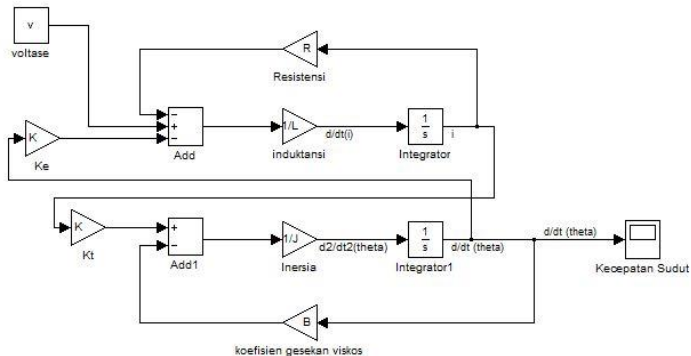 v
voltase
R
Resistensi
K
Ke
−
+
−
Add
1/L
induktansi
d/dt(i)
1
s
Integrator
i
K
Kt
+
−
Add1
1/J
Inersia
d2/dt2(theta)
1
s
Integrator1
d/dt (theta)
d/dt (theta)
Kecepatan Sudut
B
koefisien gesekan viskos